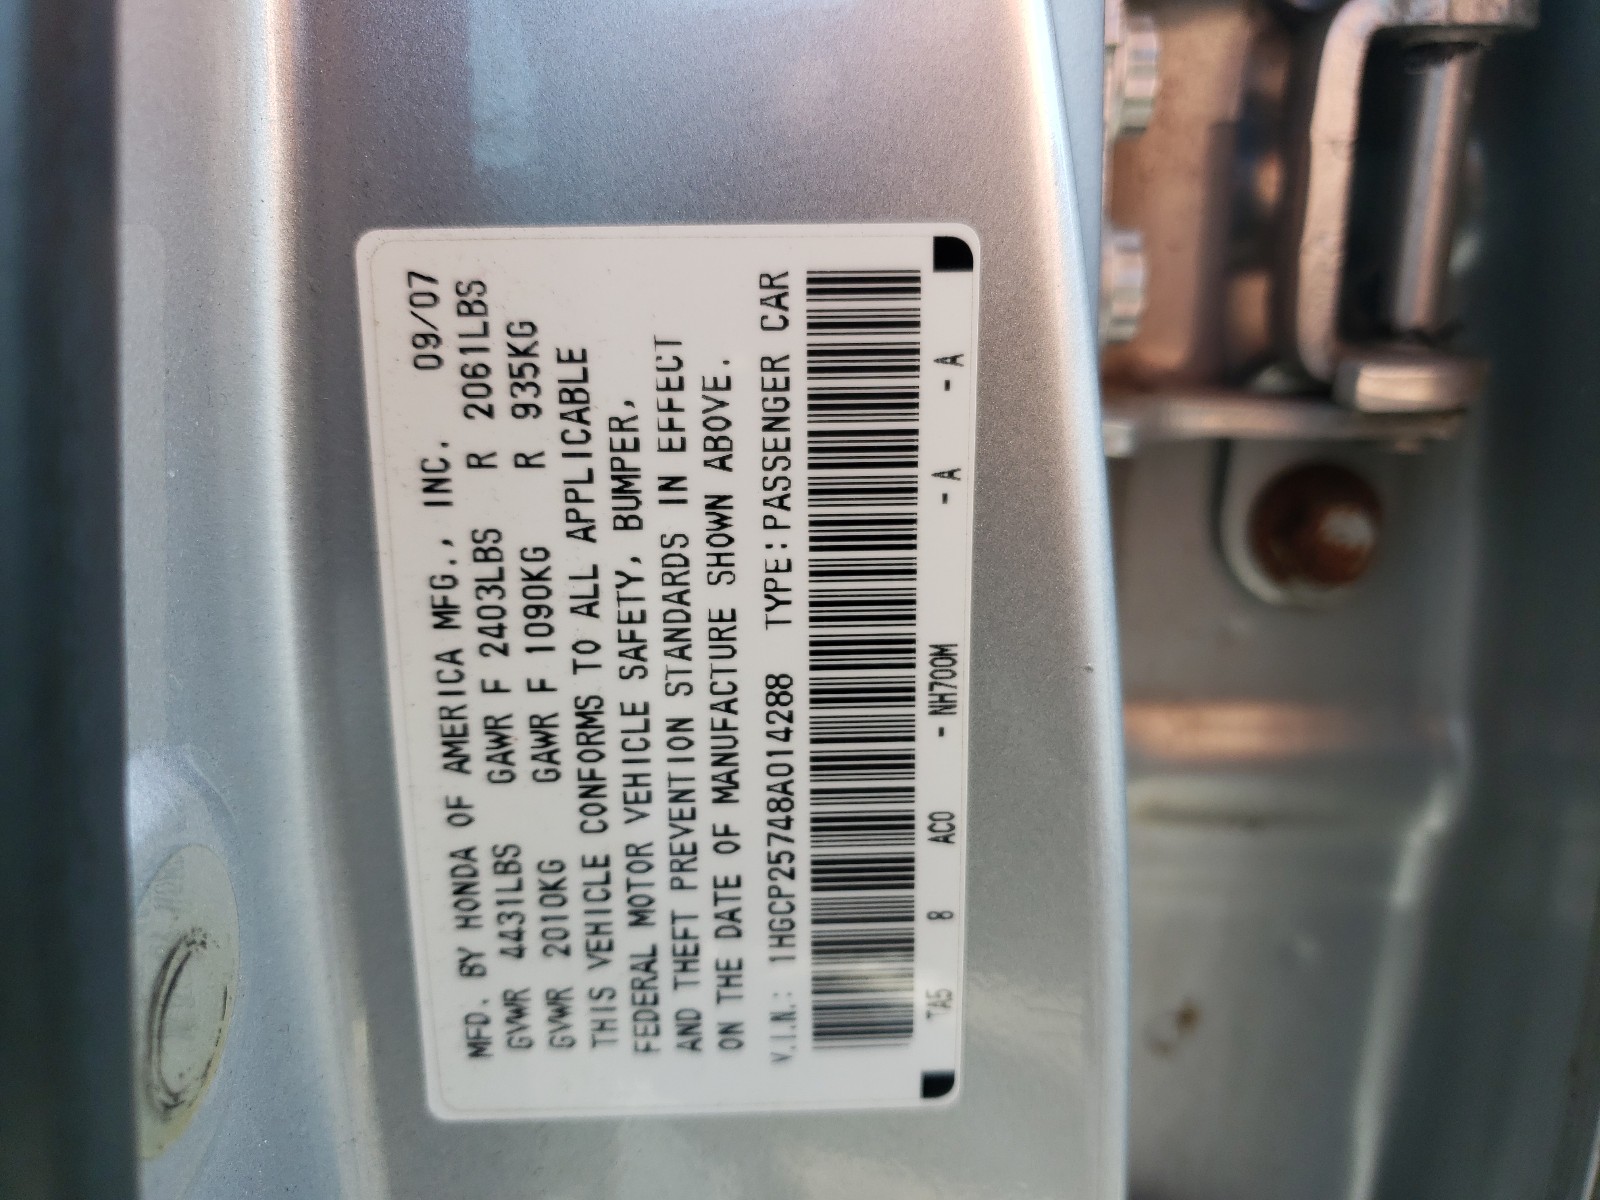 MFD. BY HONDA OF AMERICA MFG., INC. 09/07
GVWR 4431LBS GAWR F 2403LBS R 2061LBS
GVWR 2010KG GAWR F 1090KG R 935KG
THIS VEHICLE CONFORMS TO ALL APPLICABLE
FEDERAL MOTOR VEHICLE SAFETY, BUMPER,
AND THEFT PREVENTION STANDARDS IN EFFECT
ON THE DATE OF MANUFACTURE SHOWN ABOVE.
V.I.N.: 1HGCP25748A014288 TYPE:PASSENGER CAR
TA5 8 AC0 -NH700M -A -A